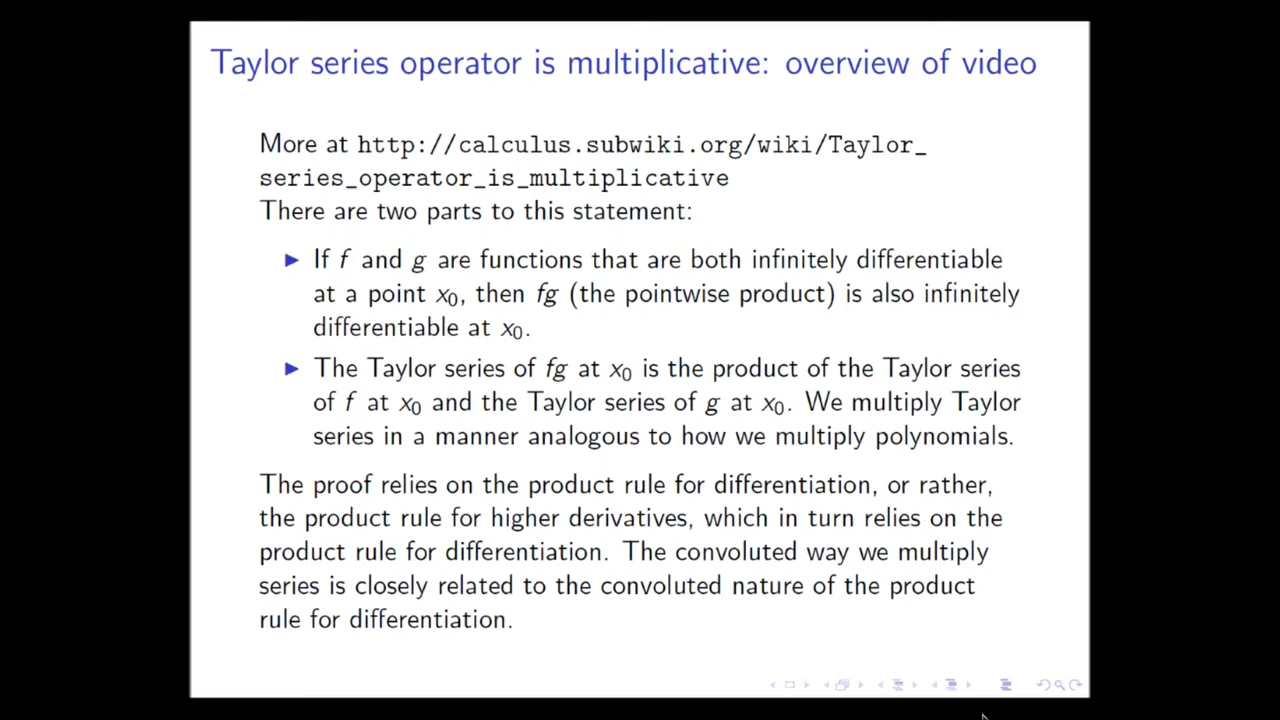 Taylor series operator is multiplicative: overview of video
More at http://calculus.subwiki.org/wiki/Taylor_
series_operator_is_multiplicative
There are two parts to this statement:
► If f and g are functions that are both infinitely differentiable
at a point x₀, then fg (the pointwise product) is also infinitely
differentiable at x₀.
► The Taylor series of fg at x₀ is the product of the Taylor series
of f at x₀ and the Taylor series of g at x₀. We multiply Taylor
series in a manner analogous to how we multiply polynomials.
The proof relies on the product rule for differentiation, or rather,
the product rule for higher derivatives, which in turn relies on the
product rule for differentiation. The convoluted way we multiply
series is closely related to the convoluted nature of the product
rule for differentiation.